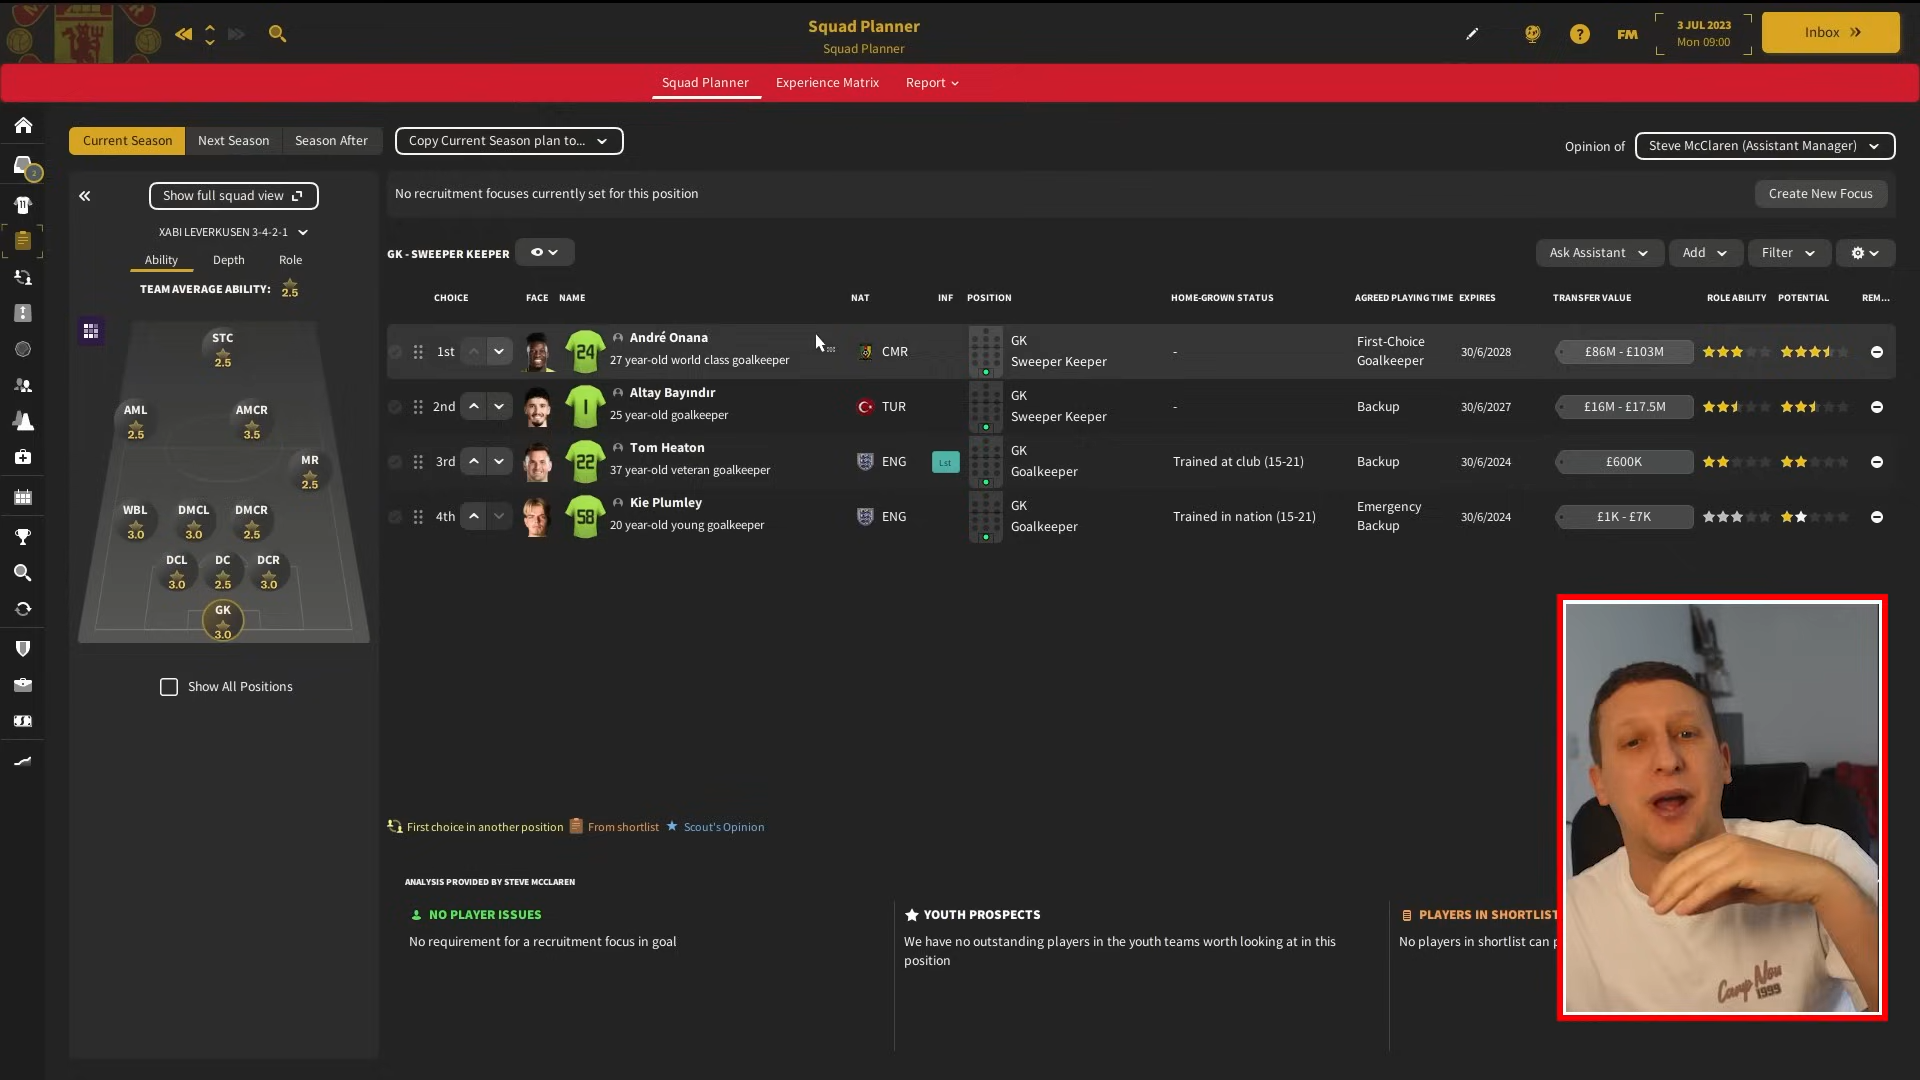 Squad Planner
Squad Planner
FM
3 JUL 2023
Mon 09:00
Inbox
Squad Planner
Experience Matrix
Report
2
11
Current Season
Next Season
Season After
Copy Current Season plan to...
Opinion of
Steve McClaren (Assistant Manager)
Show full squad view
XABI LEVERKUSEN 3-4-2-1
Ability
Depth
Role
TEAM AVERAGE ABILITY: 2.5
STC
2.5
AML
2.5
AMCR
3.5
MR
2.5
WBL
3.0
DMCL
3.0
DMCR
2.5
DCL
3.0
DC
2.5
DCR
3.0
GK
3.0
Show All Positions
No recruitment focuses currently set for this position
Create New Focus
GK - SWEEPER KEEPER
Ask Assistant
Add
Filter
CHOICE FACE NAME NAT INF POSITION HOME-GROWN STATUS AGREED PLAYING TIME EXPIRES TRANSFER VALUE ROLE ABILITY POTENTIAL REM...
1st
24
André Onana
27 year-old world class goalkeeper
CMR
GK
Sweeper Keeper
-
First-Choice
Goalkeeper
30/6/2028
£86M - £103M
2nd
1
Altay Bayındır
25 year-old goalkeeper
TUR
GK
Sweeper Keeper
-
Backup
30/6/2027
£16M - £17.5M
3rd
22
Tom Heaton
37 year-old veteran goalkeeper
ENG
Lst
GK
Goalkeeper
Trained at club (15-21)
Backup
30/6/2024
£600K
4th
58
Kie Plumley
20 year-old young goalkeeper
ENG
GK
Goalkeeper
Trained in nation (15-21)
Emergency
Backup
30/6/2024
£1K - £7K
First choice in another position
From shortlist
Scout's Opinion
ANALYSIS PROVIDED BY STEVE MCCLAREN
NO PLAYER ISSUES
No requirement for a recruitment focus in goal
YOUTH PROSPECTS
We have no outstanding players in the youth teams worth looking at in this
position
PLAYERS IN SHORTLIST
No players in shortlist can
Camp Nou
1999